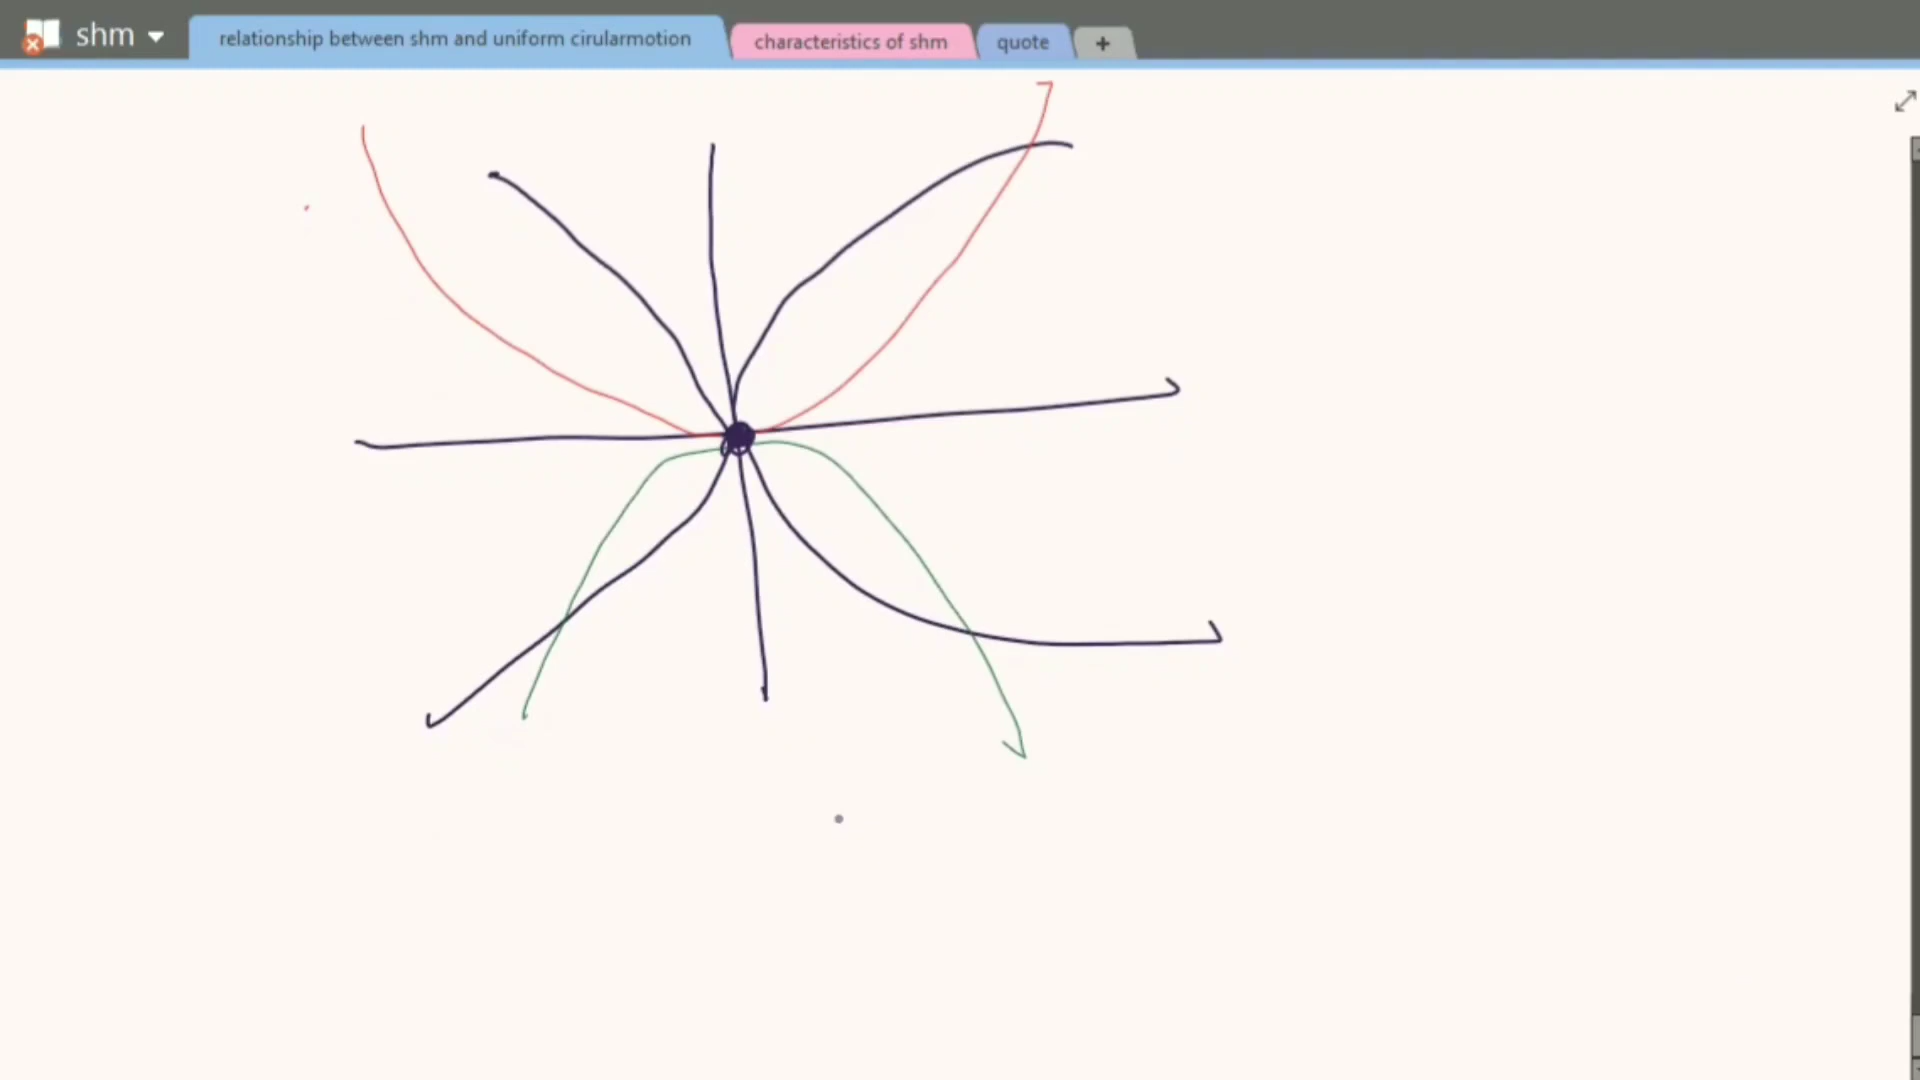 shm
relationship between shm and uniform cirularmotion
characteristics of shm
quote
+